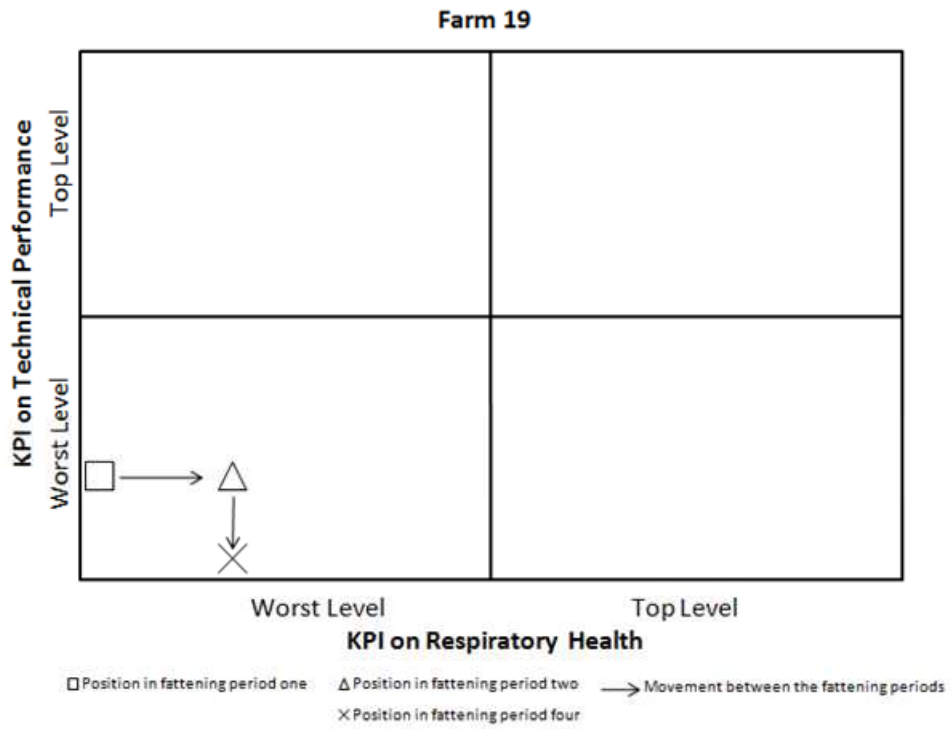 Farm 19
KPI on Technical Performance
Top Level
Worst Level
Worst Level
Top Level
KPI on Respiratory Health
Position in fattening period one
Position in fattening period two
Movement between the fattening periods
Position in fattening period four